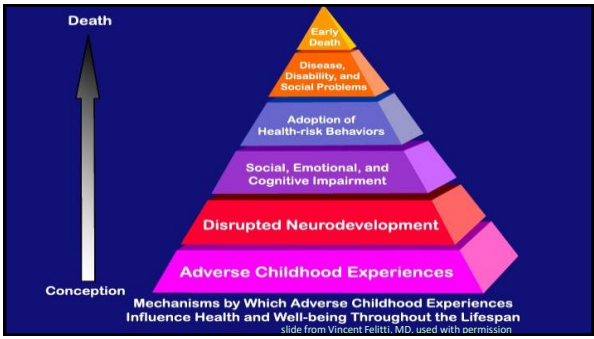 Death
Early
Death
Disease,
Disability, and
Social Problems
Adoption of
Health-risk Behaviors
Social, Emotional, and
Cognitive Impairment
Disrupted Neurodevelopment
Adverse Childhood Experiences
Conception
Mechanisms by Which Adverse Childhood Experiences
Influence Health and Well-being Throughout the Lifespan
slide from Vincent Felitti, MD, used with permission